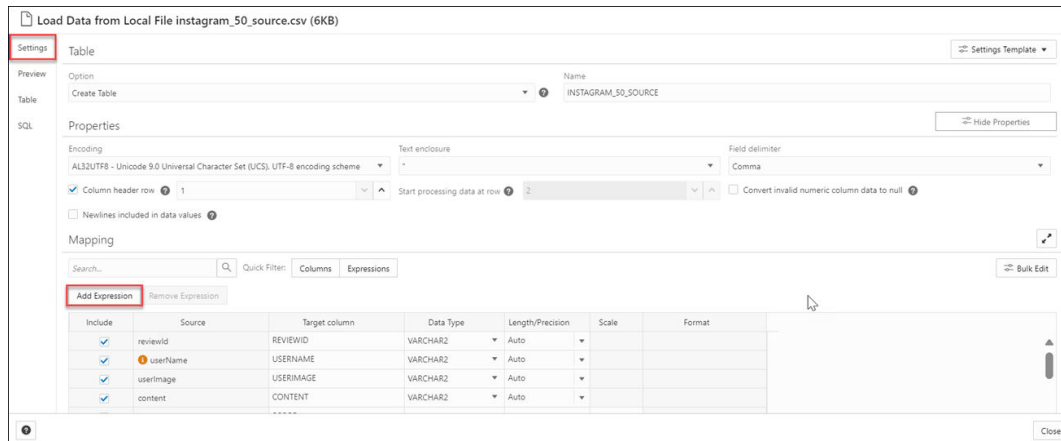 Load Data from Local File instagram_50_source.csv (6KB)
Settings
Preview
Table
SQL
Table
Settings Template
Option
Name
Create Table
INSTAGRAM_50_SOURCE
Properties
Hide Properties
Encoding
Text enclosure
Field delimiter
AL32UTF8 - Unicode 9.0 Universal Character Set (UCS), UTF-8 encoding scheme
"
Comma
Column header row
1
Start processing data at row
2
Convert invalid numeric column data to null
Newlines included in data values
Mapping
Search...
Quick Filter:
Columns
Expressions
Bulk Edit
Add Expression
Remove Expression
Include Source Target column Data Type Length/Precision Scale Format
reviewId REVIEWID VARCHAR2 Auto
userName USERNAME VARCHAR2 Auto
userImage USERIMAGE VARCHAR2 Auto
content CONTENT VARCHAR2 Auto
Close